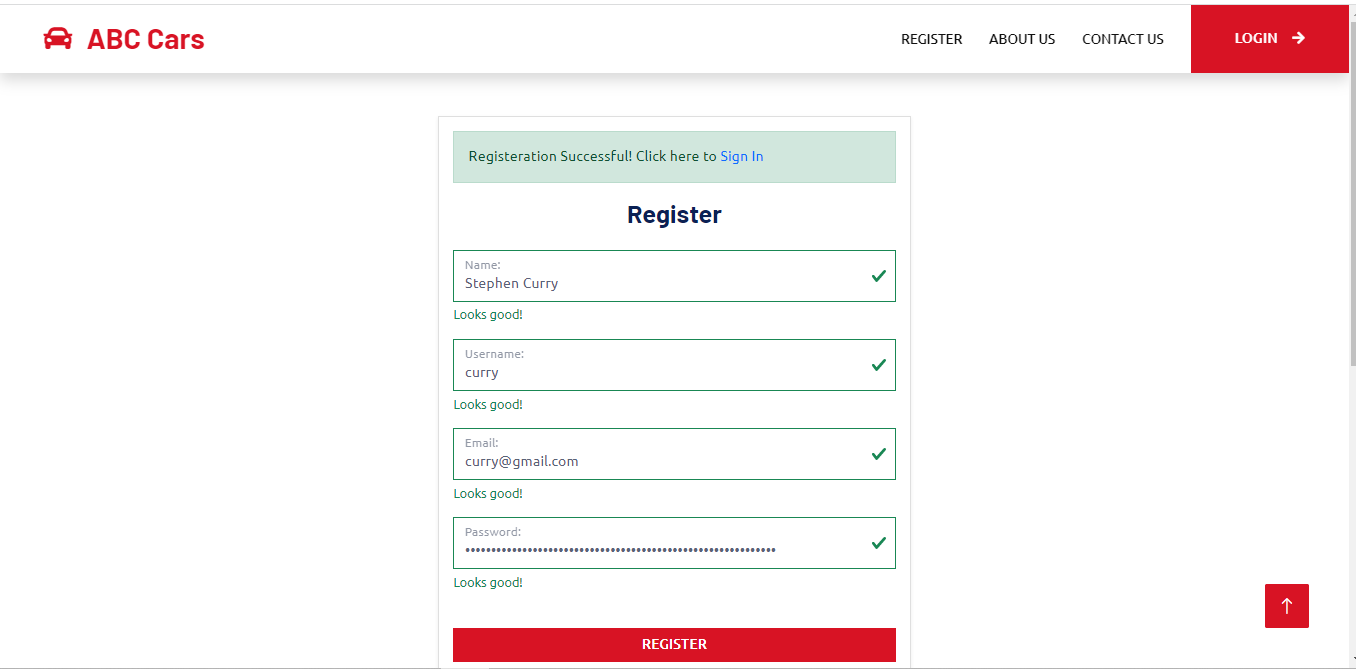 ABC Cars
REGISTER ABOUT US CONTACT US LOGIN
Registeration Successful! Click here to Sign In
Register
Name:
Stephen Curry
Looks good!
Username:
curry
Looks good!
Email:
curry@gmail.com
Looks good!
Password:
Looks good!
REGISTER